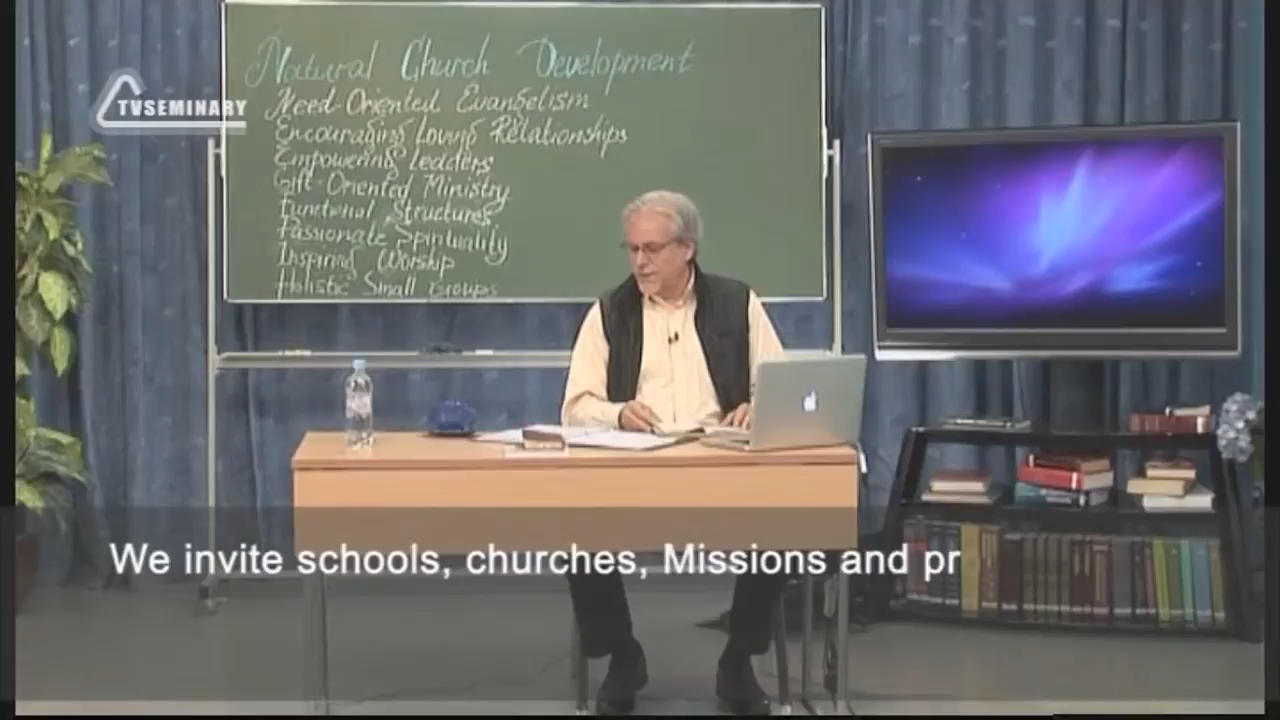 Natural Church Development
TVSEMINARY
Need-Oriented Evangelism
Encouraging Loving Relationships
Empowering Leaders
Gift-Oriented Ministry
Functional Structures
Passionate Spirituality
Inspiring Worship
Holistic Small Groups
We invite schools, churches, Missions and pr